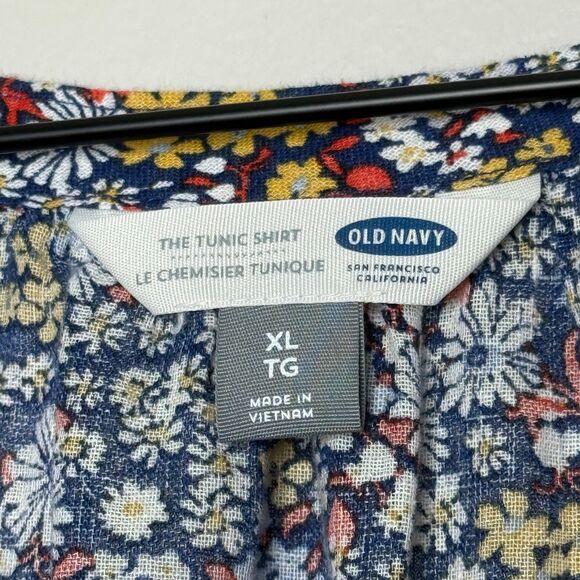 THE TUNIC SHIRT
LE CHEMISIER TUNIQUE
OLD NAVY
SAN FRANCISCO
CALIFORNIA
XL
TG
MADE IN
VIETNAM